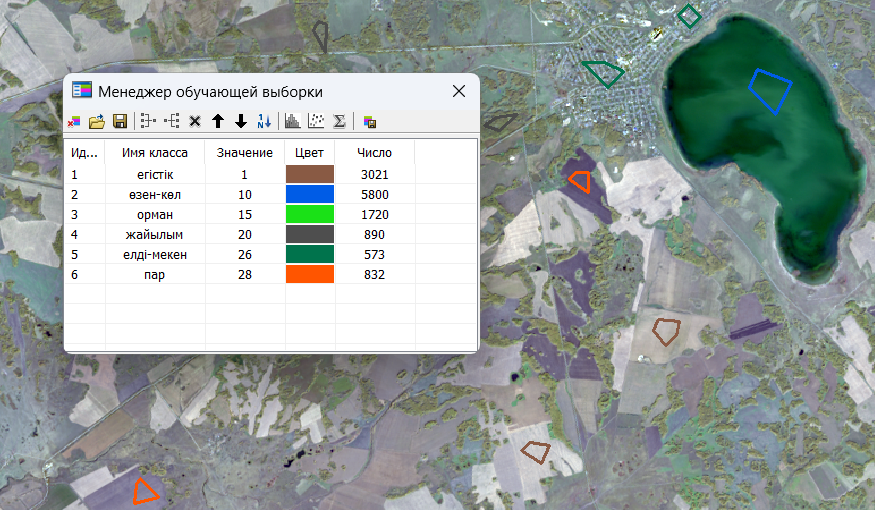 Менеджер обучающей выборки
Ид... Имя класса Значение Цвет Число
1 егістік 1 3021
2 өзен-көл 10 5800
3 орман 15 1720
4 жайылым 20 890
5 елді-мекен 26 573
6 пар 28 832